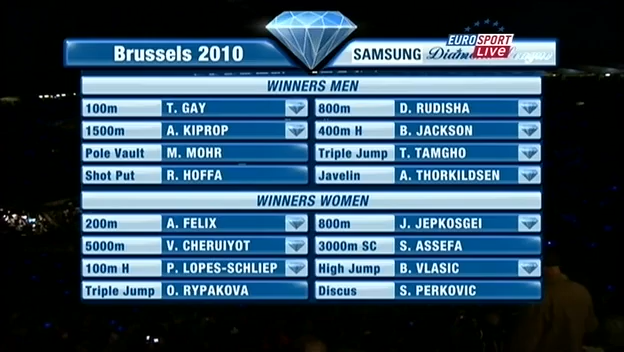 EUROSPORT
LIVE
Brussels 2010
SAMSUNG Diamond League
WINNERS MEN
100m T. GAY 800m D. RUDISHA
1500m A. KIPROP 400m H B. JACKSON
Pole Vault M. MOHR Triple Jump T. TAMGHO
Shot Put R. HOFFA Javelin A. THORKILDSEN
WINNERS WOMEN
200m A. FELIX 800m J. JEPKOSGEI
5000m V. CHERUIYOT 3000m SC S. ASSEFA
100m H P. LOPES-SCHLIEP High Jump B. VLASIC
Triple Jump O. RYPAKOVA Discus S. PERKOVIC